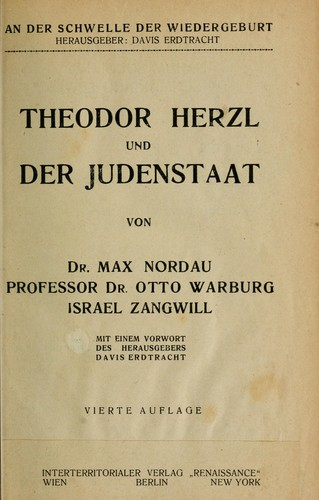 AN DER SCHWELLE DER WIEDERGEBURT
HERAUSGEBER: DAVIS ERDTRACHT
THEODOR HERZL
UND
DER JUDENSTAAT
VON
DR. MAX NORDAU
PROFESSOR DR. OTTO WARBURG
ISRAEL ZANGWILL
MIT EINEM VORWORT
DES HERAUSGEBERS
DAVIS ERDTRACHT
VIERTE AUFLAGE
INTERTERRITORIALER VERLAG „RENAISSANCE"
WIEN BERLIN NEW YORK